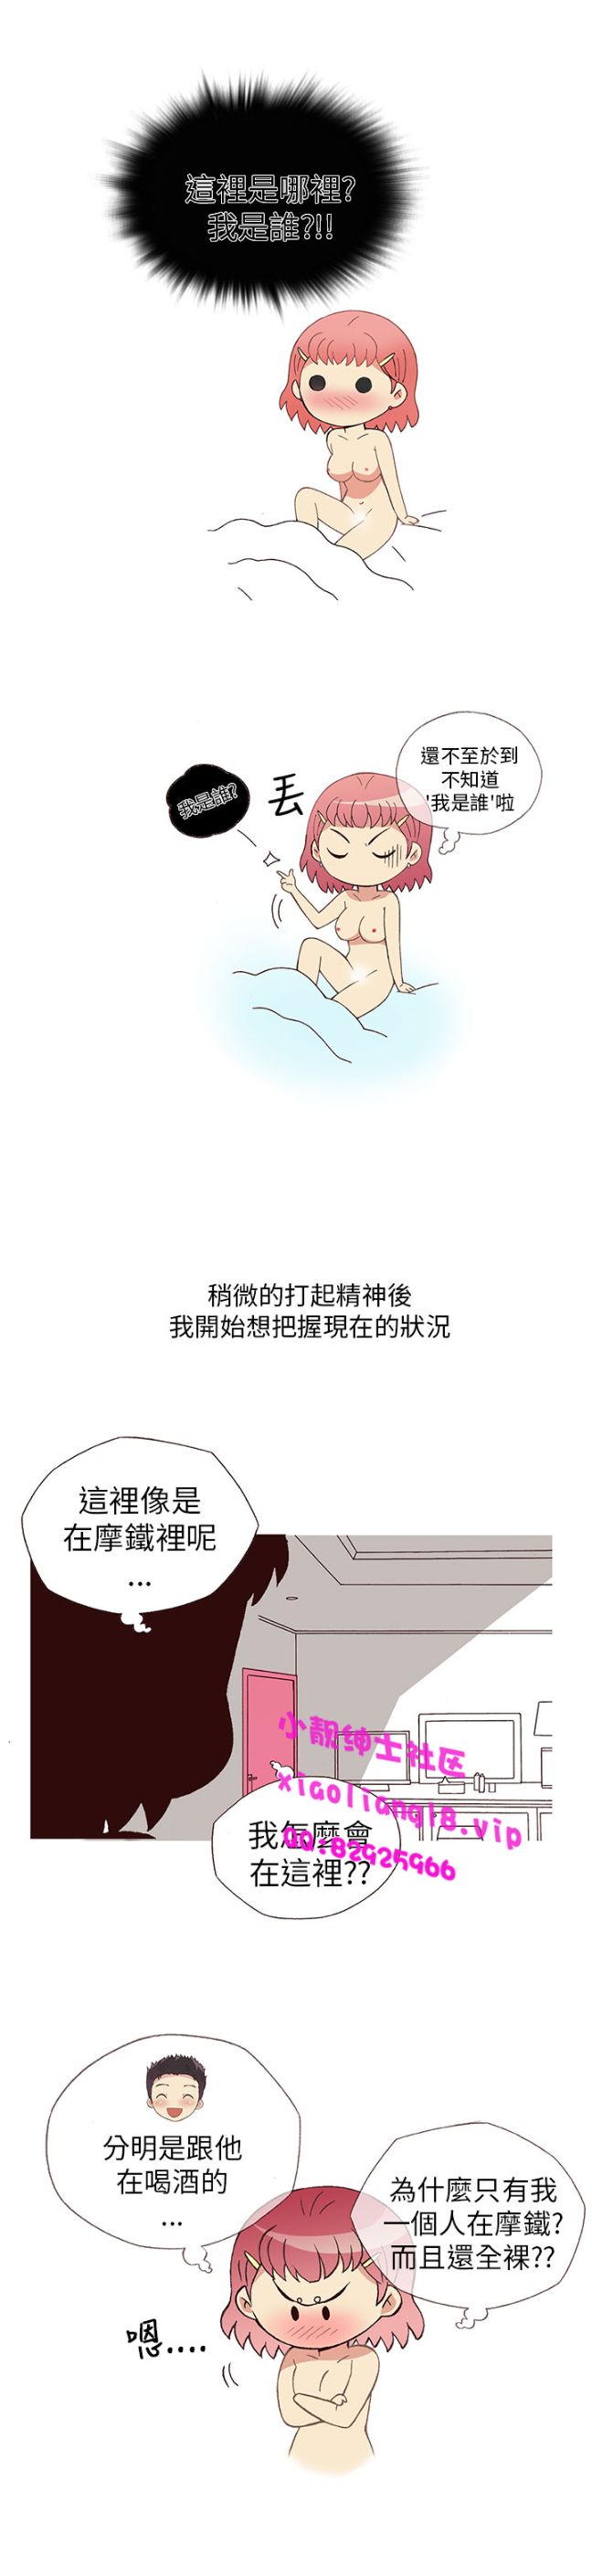 這裡是哪裡?
我是誰?!!
還不至於到
不知道
'我是誰'啦
我是誰?
丟
稍微的打起精神後
我開始想把握現在的狀況
這裡像是
在摩鐵裡呢
...
小靓绅士社区
xiaoliangl8.vip
qq:82925966
我怎麼會
在這裡??
分明是跟他
在喝酒的
...
為什麼只有我
一個人在摩鐵?
而且還全裸??
嗯....